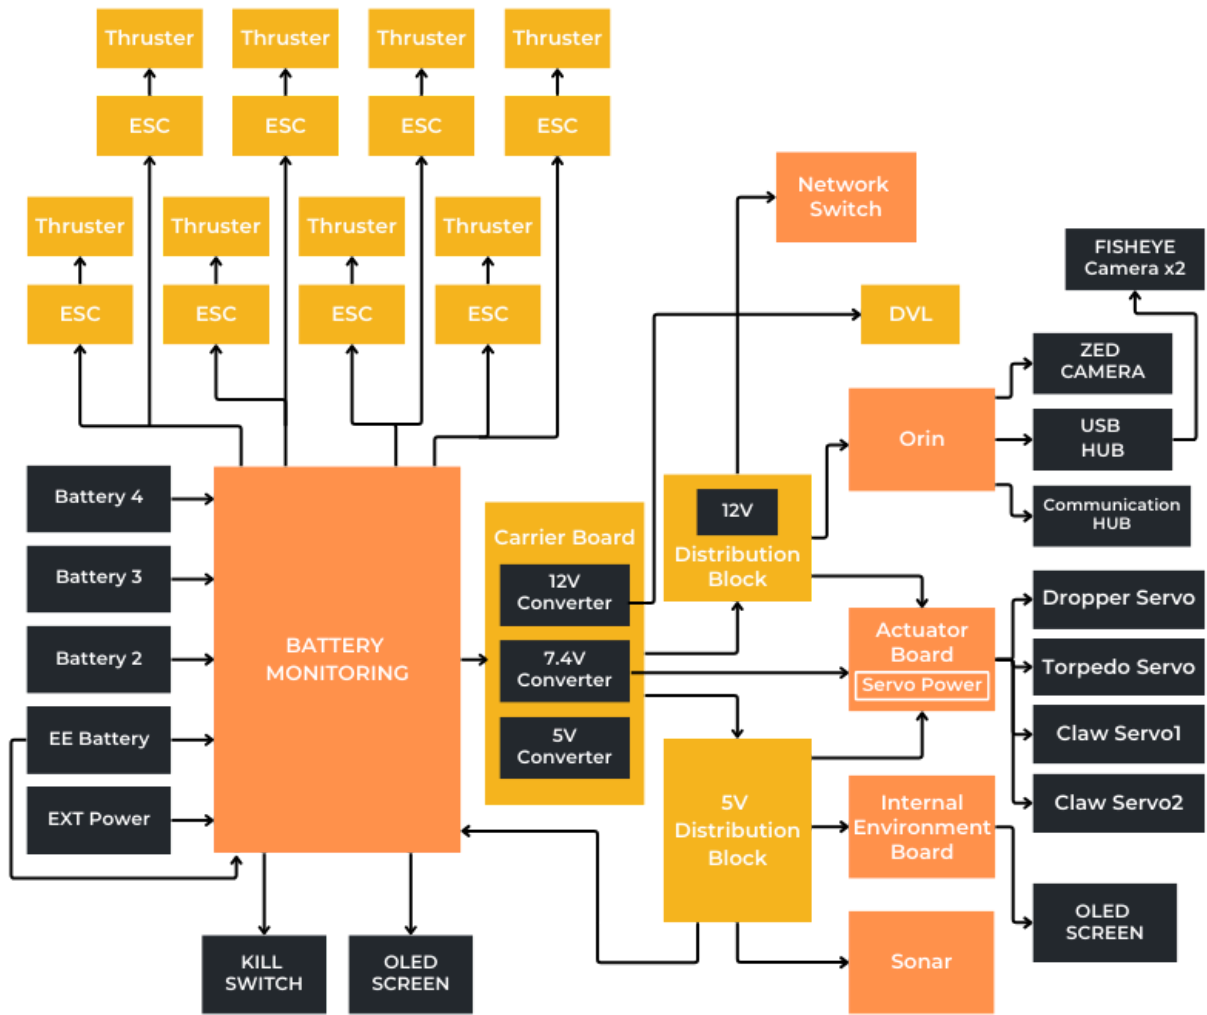 Thruster
Thruster
Thruster
Thruster
ESC
ESC
ESC
ESC
Thruster
Thruster
Thruster
Thruster
ESC
ESC
ESC
ESC
Network
Switch
FISHEYE
Camera x2
DVL
ZED
CAMERA
Orin
USB
HUB
Communication
HUB
Battery 4
Battery 3
Battery 2
EE Battery
EXT Power
BATTERY
MONITORING
Carrier Board
12V
Converter
7.4V
Converter
5V
Converter
12V
Distribution
Block
Actuator
Board
Servo Power
Dropper Servo
Torpedo Servo
Claw Servo1
Claw Servo2
5V
Distribution
Block
Internal
Environment
Board
OLED
SCREEN
Sonar
KILL
SWITCH
OLED
SCREEN